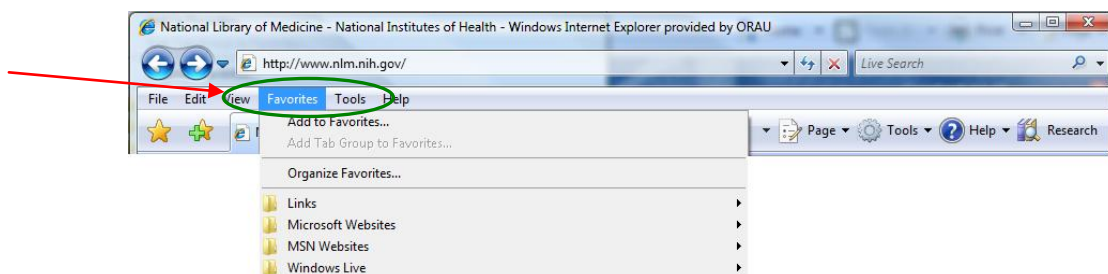 National Library of Medicine - National Institutes of Health - Windows Internet Explorer provided by ORAU
http://www.nlm.nih.gov/
Live Search
File Edit View Favorites Tools Help
Page Tools Help Research
Add to Favorites...
Add Tab Group to Favorites...
Organize Favorites...
Links
Microsoft Websites
MSN Websites
Windows Live